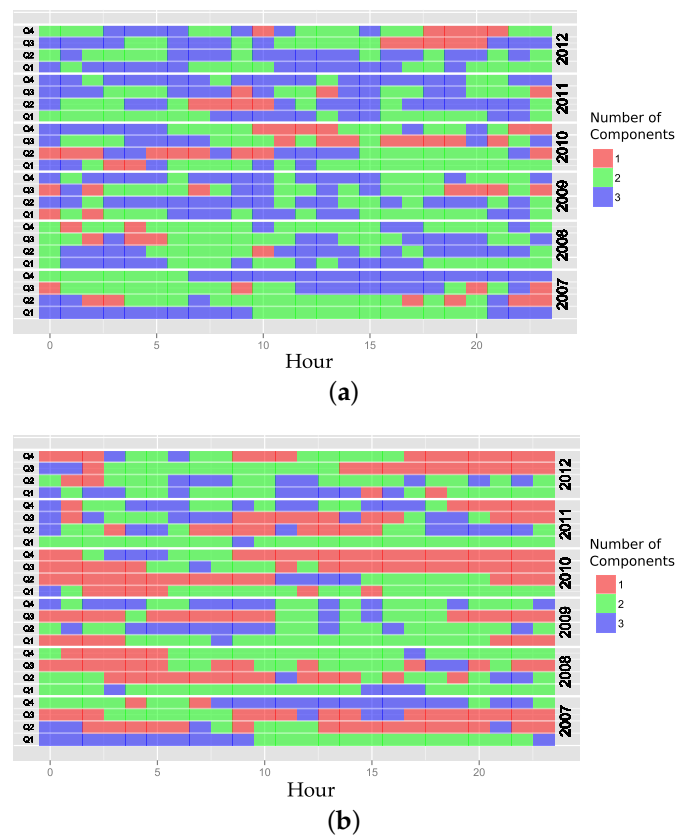 Q4
Q3
Q2
Q1
2012
Q4
Q3
Q2
Q1
2011
Q4
Q3
Q2
Q1
2010
Q4
Q3
Q2
Q1
2009
Q4
Q3
Q2
Q1
2008
Q4
Q3
Q2
Q1
2007
0 5 10 15 20
Hour
Number of
Components
1
2
3
(a)
Q4
Q3
Q2
Q1
2012
Q4
Q3
Q2
Q1
2011
Q4
Q3
Q2
Q1
2010
Q4
Q3
Q2
Q1
2009
Q4
Q3
Q2
Q1
2008
Q4
Q3
Q2
Q1
2007
0 5 10 15 20
Hour
Number of
Components
1
2
3
(b)